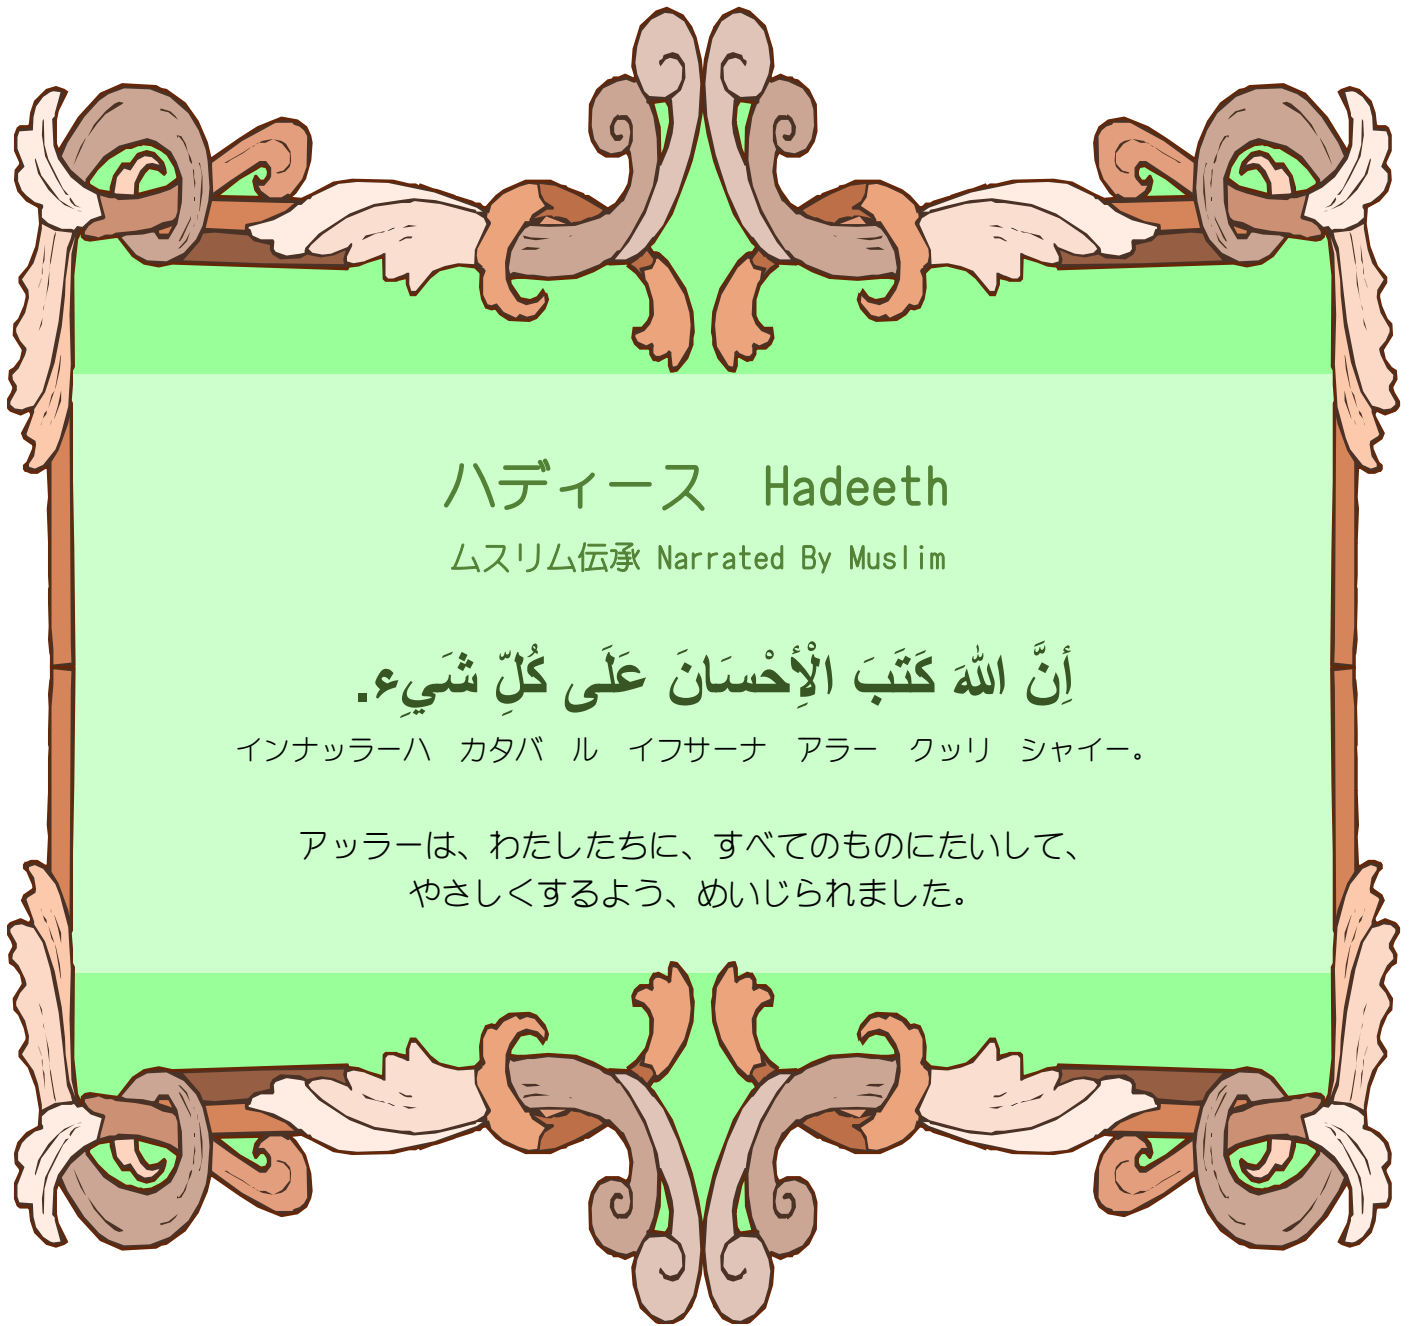 ハディース　Hadeeth
ムスリム伝承 Narrated By Muslim
أِنَّ اللهَ كَتَبَ الْأِحْسَانَ عَلَى كُلِّ شَيِء.
インナッラーハ　カタバ　ル　イフサーナ　アラー　クッリ　シャイー。
アッラーは、わたしたちに、すべてのものにたいして、
やさしくするよう、めいじられました。